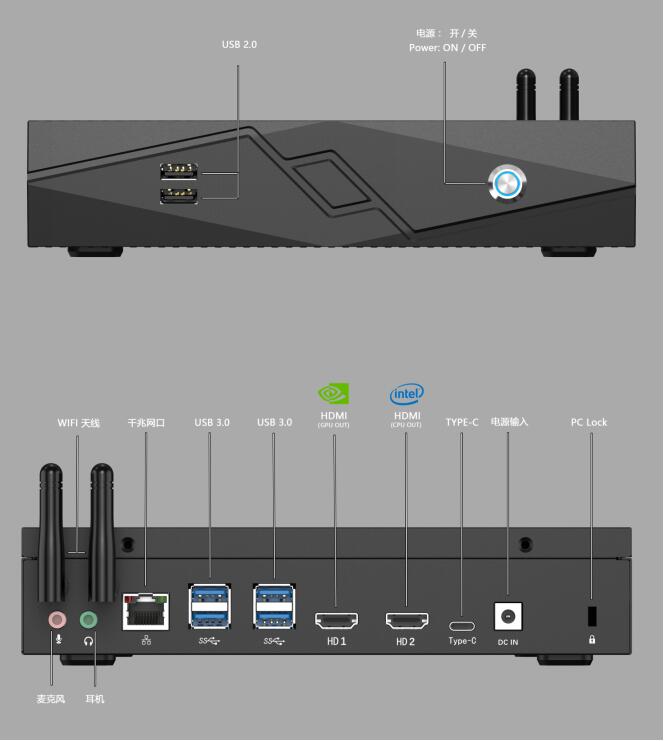 USB 2.0
电源： 开 / 关
Power: ON / OFF
intel
WIFI 天线
千兆网口
USB 3.0
USB 3.0
HDMI
(GPU OUT)
HDMI
(CPU OUT)
TYPE-C
电源输入
PC Lock
SS
SS
HD 1
HD 2
Type-C
DC IN
麦克风
耳机